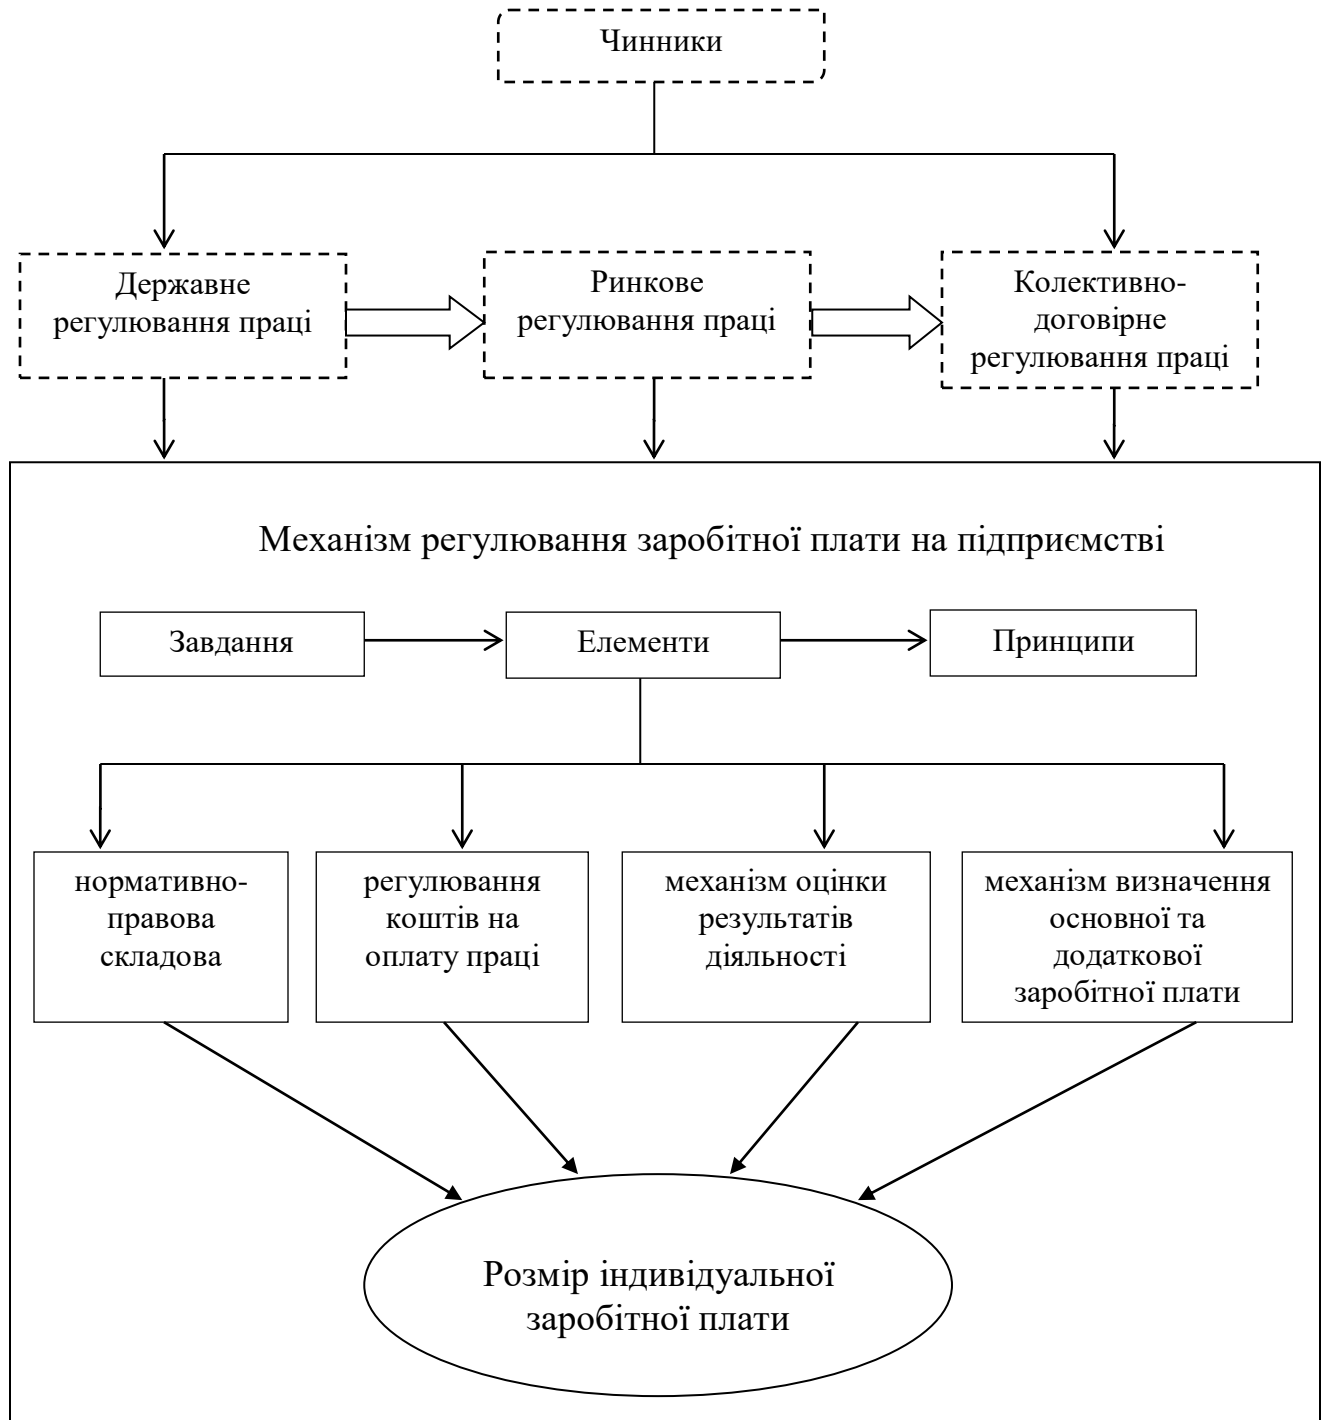 Чинники
Державне
регулювання праці
Ринкове
регулювання праці
Колективно-
договірне
регулювання праці
Механізм регулювання заробітної плати на підприємстві
Завдання
Елементи
Принципи
нормативно-
правова
складова
регулювання
коштів на
оплату праці
механізм оцінки
результатів
діяльності
механізм визначення
основної та
додаткової
заробітної плати
Розмір індивідуальної
заробітної плати